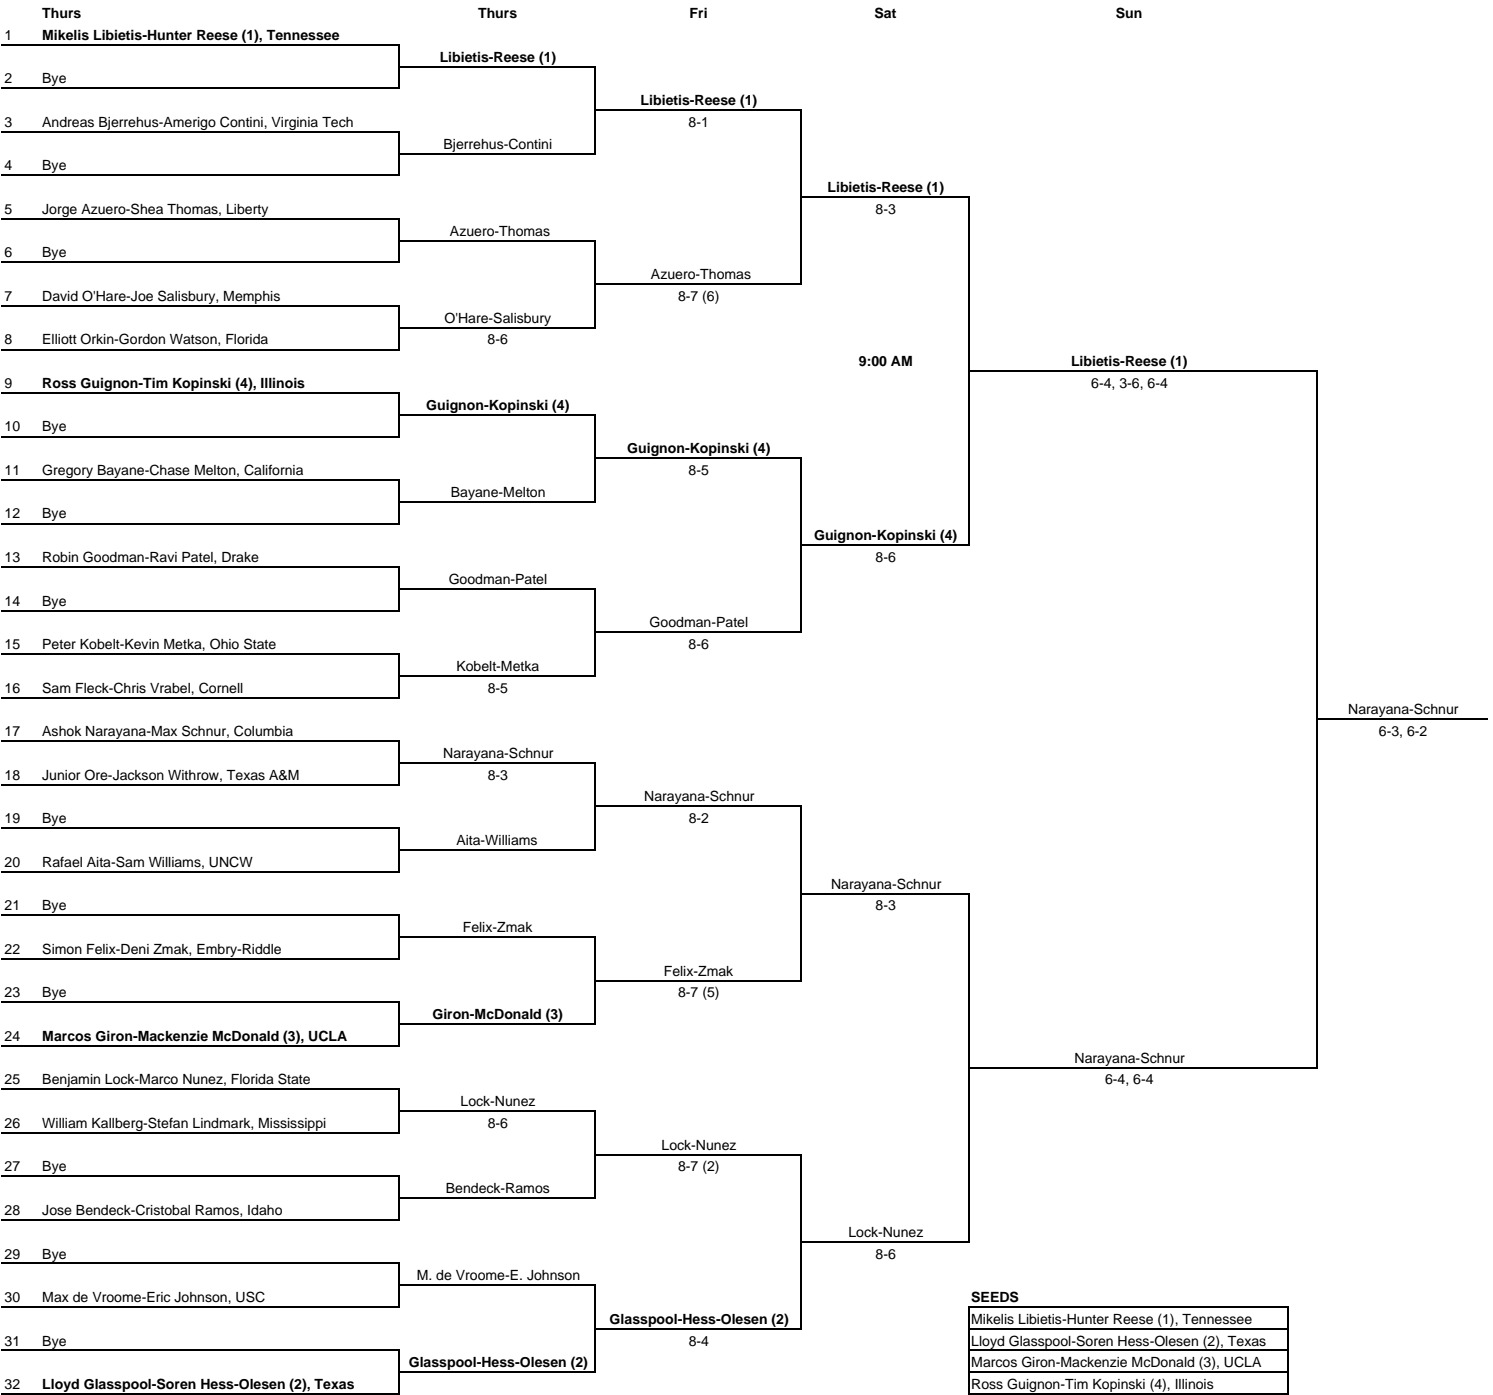 Thurs Thurs Fri Sat Sun
1 Mikelis Libietis-Hunter Reese (1), Tennessee
Libietis-Reese (1)
2 Bye
Libietis-Reese (1)
3 Andreas Bjerrehus-Amerigo Contini, Virginia Tech 8-1
Bjerrehus-Contini
4 Bye
Libietis-Reese (1)
5 Jorge Azuero-Shea Thomas, Liberty 8-3
Azuero-Thomas
6 Bye
Azuero-Thomas
7 David O'Hare-Joe Salisbury, Memphis 8-7 (6)
O'Hare-Salisbury
8 Elliott Orkin-Gordon Watson, Florida 8-6
9:00 AM Libietis-Reese (1)
9 Ross Guignon-Tim Kopinski (4), Illinois 6-4, 3-6, 6-4
Guignon-Kopinski (4)
10 Bye
Guignon-Kopinski (4)
11 Gregory Bayane-Chase Melton, California 8-5
Bayane-Melton
12 Bye
Guignon-Kopinski (4)
13 Robin Goodman-Ravi Patel, Drake 8-6
Goodman-Patel
14 Bye
Goodman-Patel
15 Peter Kobelt-Kevin Metka, Ohio State 8-6
Kobelt-Metka
16 Sam Fleck-Chris Vrabel, Cornell 8-5
Narayana-Schnur
17 Ashok Narayana-Max Schnur, Columbia 6-3, 6-2
Narayana-Schnur
18 Junior Ore-Jackson Withrow, Texas A&M 8-3
Narayana-Schnur
19 Bye 8-2
Aita-Williams
20 Rafael Aita-Sam Williams, UNCW
Narayana-Schnur
21 Bye 8-3
Felix-Zmak
22 Simon Felix-Deni Zmak, Embry-Riddle
Felix-Zmak
23 Bye 8-7 (5)
Giron-McDonald (3)
24 Marcos Giron-Mackenzie McDonald (3), UCLA
Narayana-Schnur
25 Benjamin Lock-Marco Nunez, Florida State 6-4, 6-4
Lock-Nunez
26 William Kallberg-Stefan Lindmark, Mississippi 8-6
Lock-Nunez
27 Bye 8-7 (2)
Bendeck-Ramos
28 Jose Bendeck-Cristobal Ramos, Idaho
Lock-Nunez
29 Bye 8-6
M. de Vroome-E. Johnson
30 Max de Vroome-Eric Johnson, USC SEEDS
Glasspool-Hess-Olesen (2) Mikelis Libietis-Hunter Reese (1), Tennessee
31 Bye 8-4 Lloyd Glasspool-Soren Hess-Olesen (2), Texas
Glasspool-Hess-Olesen (2) Marcos Giron-Mackenzie McDonald (3), UCLA
32 Lloyd Glasspool-Soren Hess-Olesen (2), Texas Ross Guignon-Tim Kopinski (4), Illinois